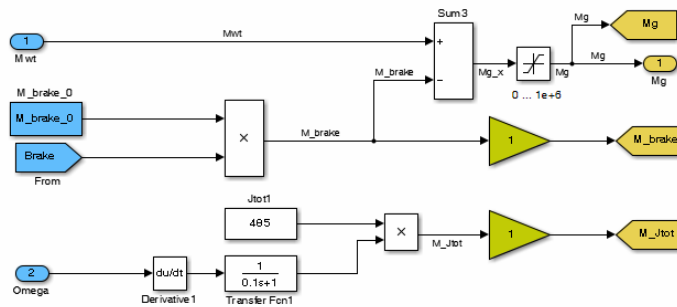 Sum3
1
Mwt
Mwt
+
M_brake
−
Mg_x
0 ... 1e+6
Mg
Mg
Mg
Mg
1
Mg
M_brake_0
M_brake_0
Brake
From
×
M_brake
1
M_brake
Jtot1
485
×
M_Jtot
1
M_Jtot
2
Omega
du/dt
Derivative1
1
0.1s+1
Transfer Fcn1